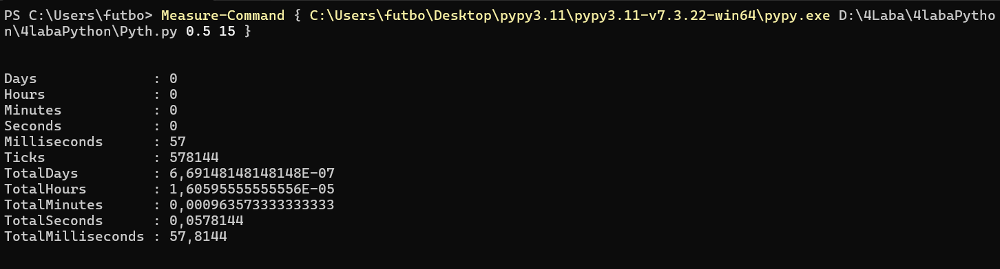 PS C:\Users\futbo> Measure-Command { C:\Users\futbo\Desktop\pypy3.11\pypy3.11-v7.3.22-win64\pypy.exe D:\4Laba\4labaPytho
n\4labaPython\Pyth.py 0.5 15 }
Days              : 0
Hours             : 0
Minutes           : 0
Seconds           : 0
Milliseconds      : 57
Ticks             : 578144
TotalDays         : 6,69148148148148E-07
TotalHours        : 1,60595555555556E-05
TotalMinutes      : 0,000963573333333333
TotalSeconds      : 0,0578144
TotalMilliseconds : 57,8144